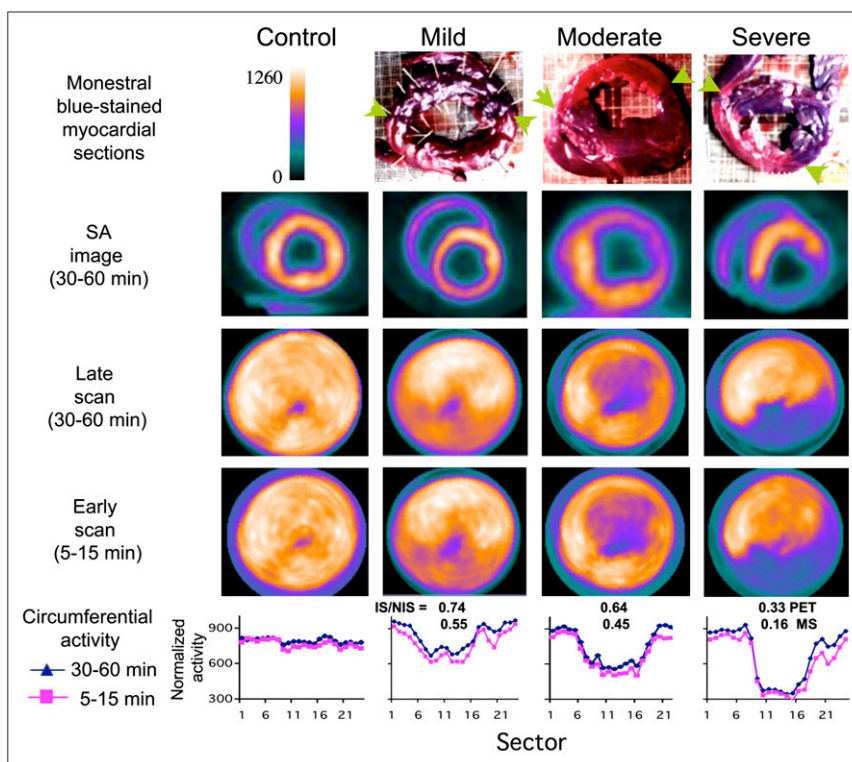 Control Mild Moderate Severe
Monestral
blue-stained
myocardial
sections
1260
0
SA
image
(30-60 min)
Late
scan
(30-60 min)
Early
scan
(5-15 min)
Circumferential
activity
30-60 min
5-15 min
Normalized
activity
900
600
300
IS/NIS = 0.74
0.55
0.64
0.45
0.33 PET
0.16 MS
1 6 11 16 21
1 6 11 16 21
1 6 11 16 21
1 6 11 16 21
Sector